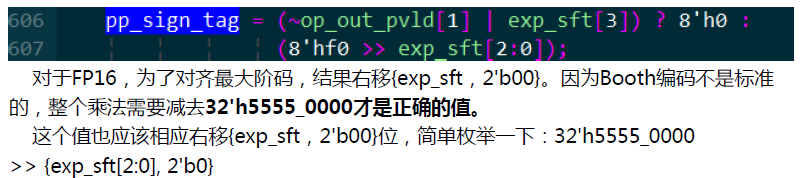 606 pp_sign_tag = (~op_out_pvld[1] | exp_sft[3]) ? 8'h0 :
607 (8'hf0 >> exp_sft[2:0]);
对于FP16，为了对齐最大阶码，结果右移{exp_sft，2'b00}。因为Booth编码不是标准
的，整个乘法需要减去32'h5555_0000才是正确的值。
这个值也应该相应右移{exp_sft，2'b00}位，简单枚举一下：32'h5555_0000
>> {exp_sft[2:0], 2'b0}